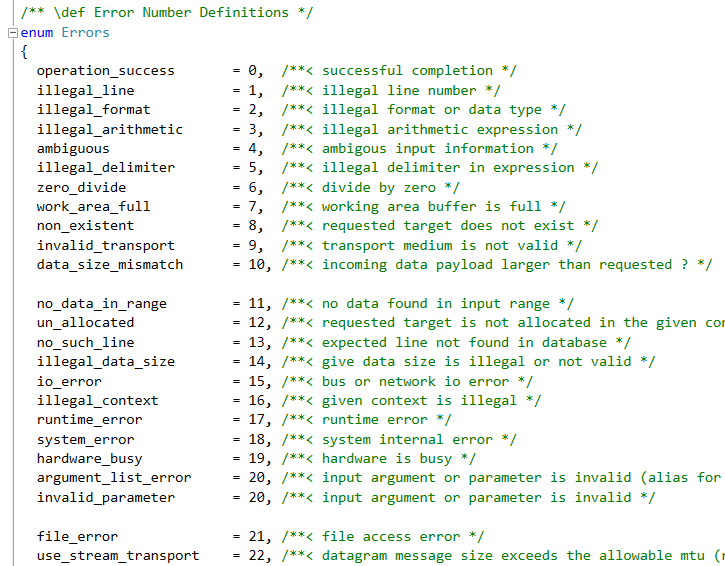 /** \def Error Number Definitions */
enum Errors
{
operation_success = 0, /**< successful completion */
illegal_line = 1, /**< illegal line number */
illegal_format = 2, /**< illegal format or data type */
illegal_arithmetic = 3, /**< illegal arithmetic expression */
ambiguous = 4, /**< ambigous input information */
illegal_delimiter = 5, /**< illegal delimiter in expression */
zero_divide = 6, /**< divide by zero */
work_area_full = 7, /**< working area buffer is full */
non_existent = 8, /**< requested target does not exist */
invalid_transport = 9, /**< transport medium is not valid */
data_size_mismatch = 10, /**< incoming data payload larger than requested ? */
no_data_in_range = 11, /**< no data found in input range */
un_allocated = 12, /**< requested target is not allocated in the given
no_such_line = 13, /**< expected line not found in database */
illegal_data_size = 14, /**< give data size is illegal or not valid */
io_error = 15, /**< bus or network io error */
illegal_context = 16, /**< given context is illegal */
runtime_error = 17, /**< runtime error */
system_error = 18, /**< system internal error */
hardware_busy = 19, /**< hardware is busy */
argument_list_error = 20, /**< input argument or parameter is invalid (alias for
invalid_parameter = 20, /**< input argument or parameter is invalid */
file_error = 21, /**< file access error */
use_stream_transport = 22, /**< datagram message size exceeds the allowable mtu